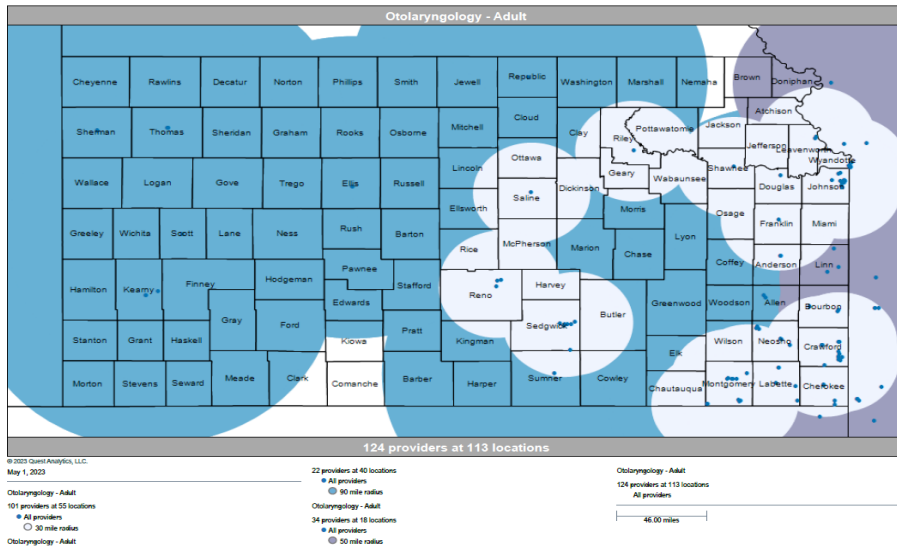 Otolaryngology - Adult
Cheyenne Rawlins Decatur Norton Phillips Smith Jewell Republic Washington Marshall Nemaha Brown Doniphan
Cloud Atchison
Sherman Thomas Sheridan Graham Rooks Osborne Mitchell Clay Riley Pottawatomie Jackson Jefferson Leavenworth
Ottawa Wyandotte
Lincoln Geary Wabaunsee Shawnee
Wallace Logan Gove Trego Ellis Russell Dickinson Douglas Johnson
Saline
Ellsworth Morris Osage
Greeley Wichita Scott Lane Ness Rush Barton Rice McPherson Marion Chase Lyon Franklin Miami
Coffey Anderson Linn
Pawnee
Hamilton Kearny Finney Hodgeman Stafford Reno Harvey
Edwards Greenwood Woodson Allen Bourbon
Gray Ford Sedgwick Butler
Stanton Grant Haskell Kiowa Pratt Kingman Wilson Neosho Crawford
Elk
Morton Stevens Seward Meade Clark Comanche Barber Harper Sumner Cowley Chautauqua Montgomery Labette Cherokee
124 providers at 113 locations
© 2023 Quest Analytics, LLC.
May 1, 2023
Otolaryngology - Adult
101 providers at 55 locations
All providers
30 mile radius
Otolaryngology - Adult
22 providers at 40 locations
All providers
90 mile radius
Otolaryngology - Adult
34 providers at 18 locations
All providers
50 mile radius
Otolaryngology - Adult
124 providers at 113 locations
All providers
46.00 miles